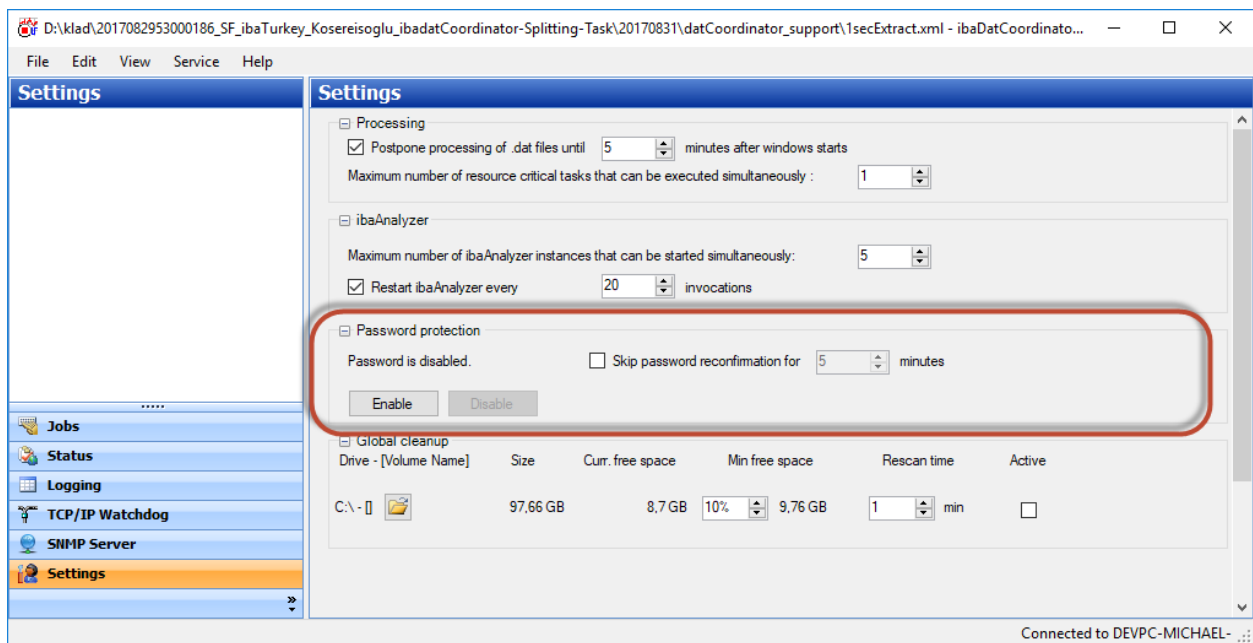 D:\klad\2017082953000186_SF_ibaTurkey_Kosereisoglu_ibadatCoordinator-Splitting-Task\20170831\datCoordinator_support\1secExtract.xml - ibaDatCoordinato...
File Edit View Service Help
Settings
Jobs
Status
Logging
TCP/IP Watchdog
SNMP Server
Settings
Settings
Processing
Postpone processing of .dat files until 5 minutes after windows starts
Maximum number of resource critical tasks that can be executed simultaneously : 1
ibaAnalyzer
Maximum number of ibaAnalyzer instances that can be started simultaneously: 5
Restart ibaAnalyzer every 20 invocations
Password protection
Password is disabled. Skip password reconfirmation for 5 minutes
Enable Disable
Global cleanup
Drive - [Volume Name] Size Curr. free space Min free space Rescan time Active
C:\ - [] 97,66 GB 8,7 GB 10% 9,76 GB 1 min
Connected to DEVPC-MICHAEL-